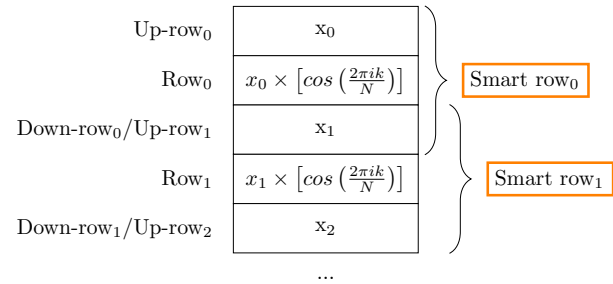 Up-row₀ x₀
Row₀ x₀ × [cos (2πik/N)] Smart row₀
Down-row₀/Up-row₁ x₁
Row₁ x₁ × [cos (2πik/N)] Smart row₁
Down-row₁/Up-row₂ x₂
...